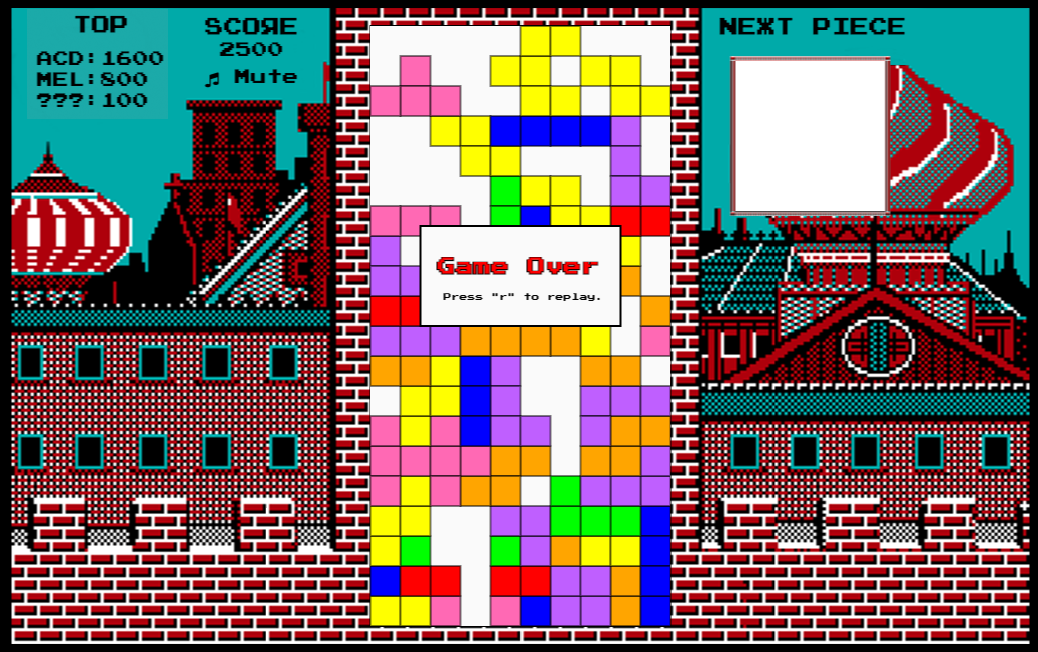 TOP
ACD:1600
MEL:800
???:100
SCORE
2500
♫ Mute
NEXT PIECE
Game Over
Press "r" to replay.